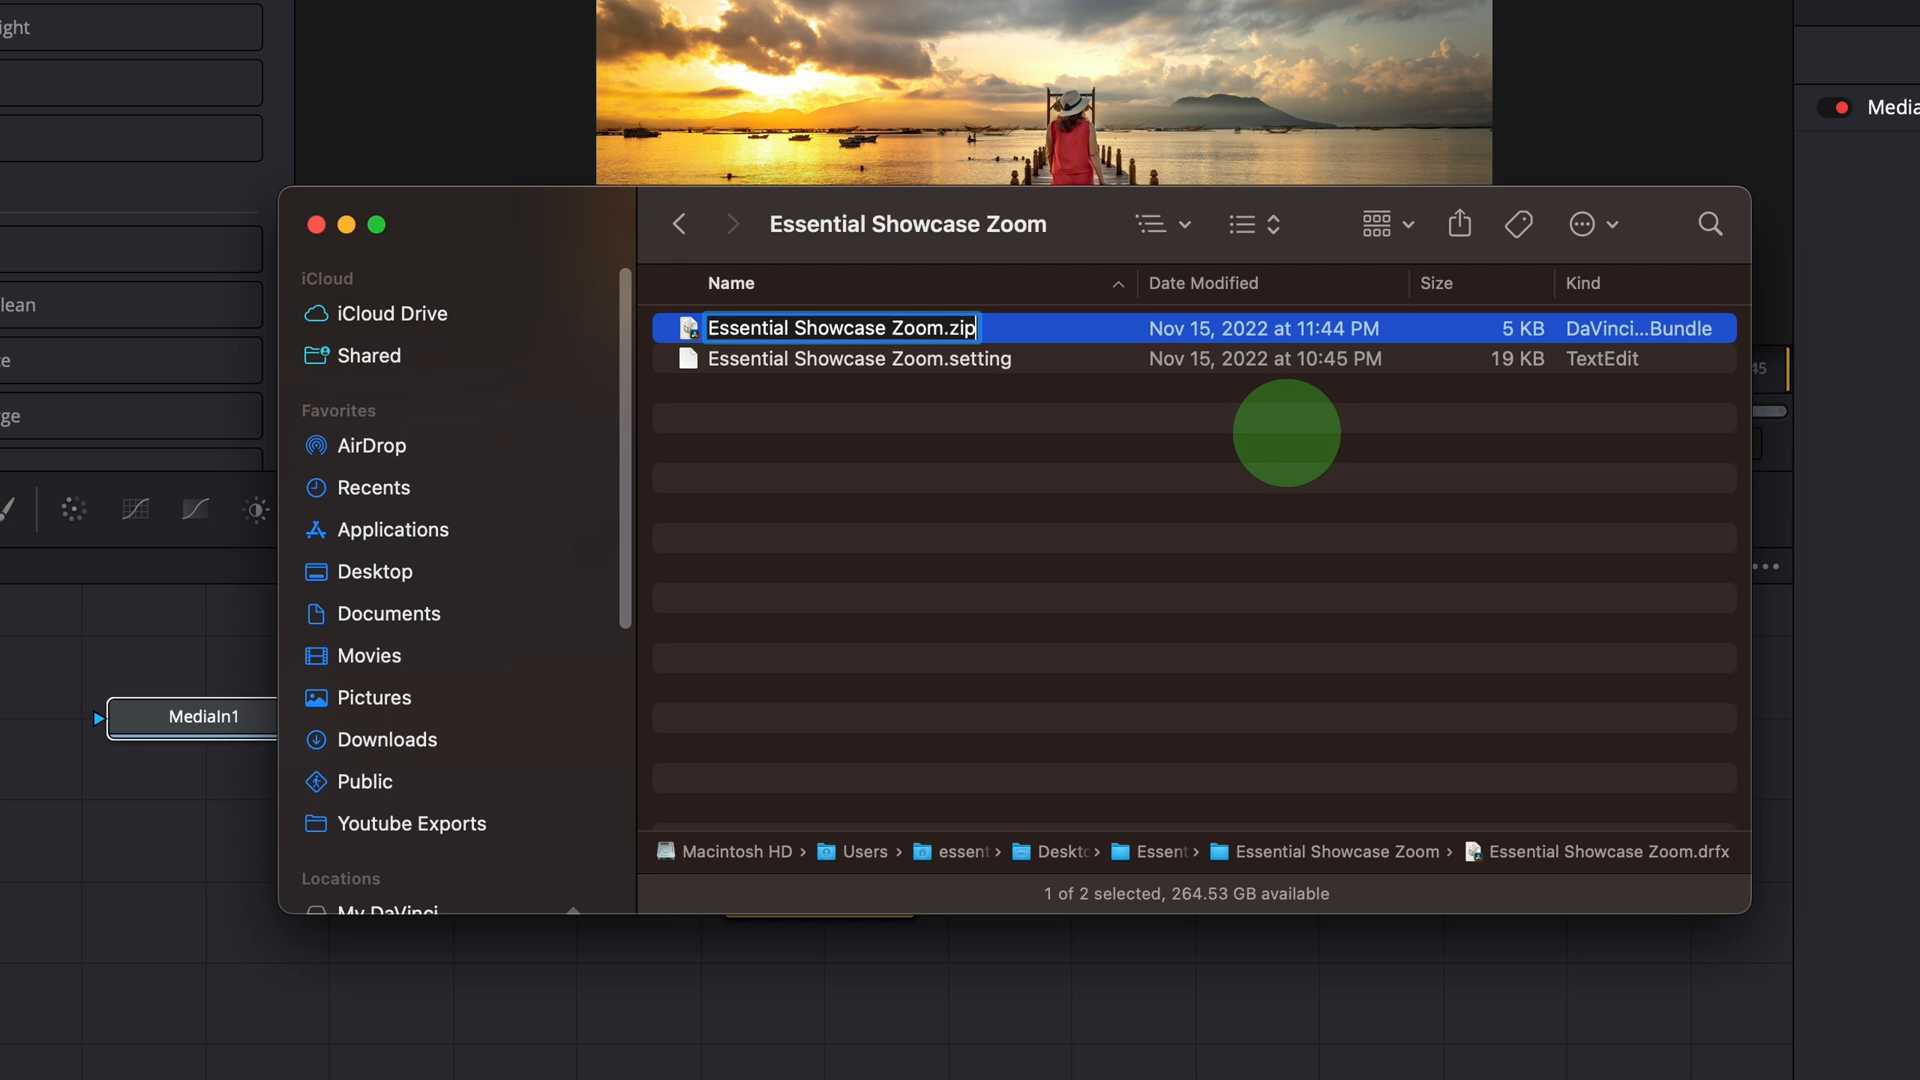 ight
lean
e
ge
Media
45
MediaIn1
Essential Showcase Zoom
iCloud
iCloud Drive
Shared
Favorites
AirDrop
Recents
Applications
Desktop
Documents
Movies
Pictures
Downloads
Public
Youtube Exports
Locations
My DaVinci
Name Date Modified Size Kind
Essential Showcase Zoom.zip Nov 15, 2022 at 11:44 PM 5 KB DaVinci...Bundle
Essential Showcase Zoom.setting Nov 15, 2022 at 10:45 PM 19 KB TextEdit
Macintosh HD › Users › essent › Deskto › Essent › Essential Showcase Zoom › Essential Showcase Zoom.drfx
1 of 2 selected, 264.53 GB available